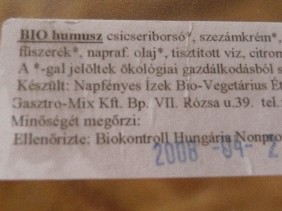 BIO humusz csicseriborsó*, szezámkrém*,
fűszerek*, napraf. olaj*, tisztított víz, citrom
A *-gal jelöltek ökológiai gazdálkodásból s
Készült: Napfényes Ízek Bio-Vegetárius Ét
Gasztro-Mix Kft. Bp. VII. Rózsa u.39. tel.:
Minőségét megőrzi:
Ellenőrizte: Biokontroll Hungária Nonpro
2008 -04- 2